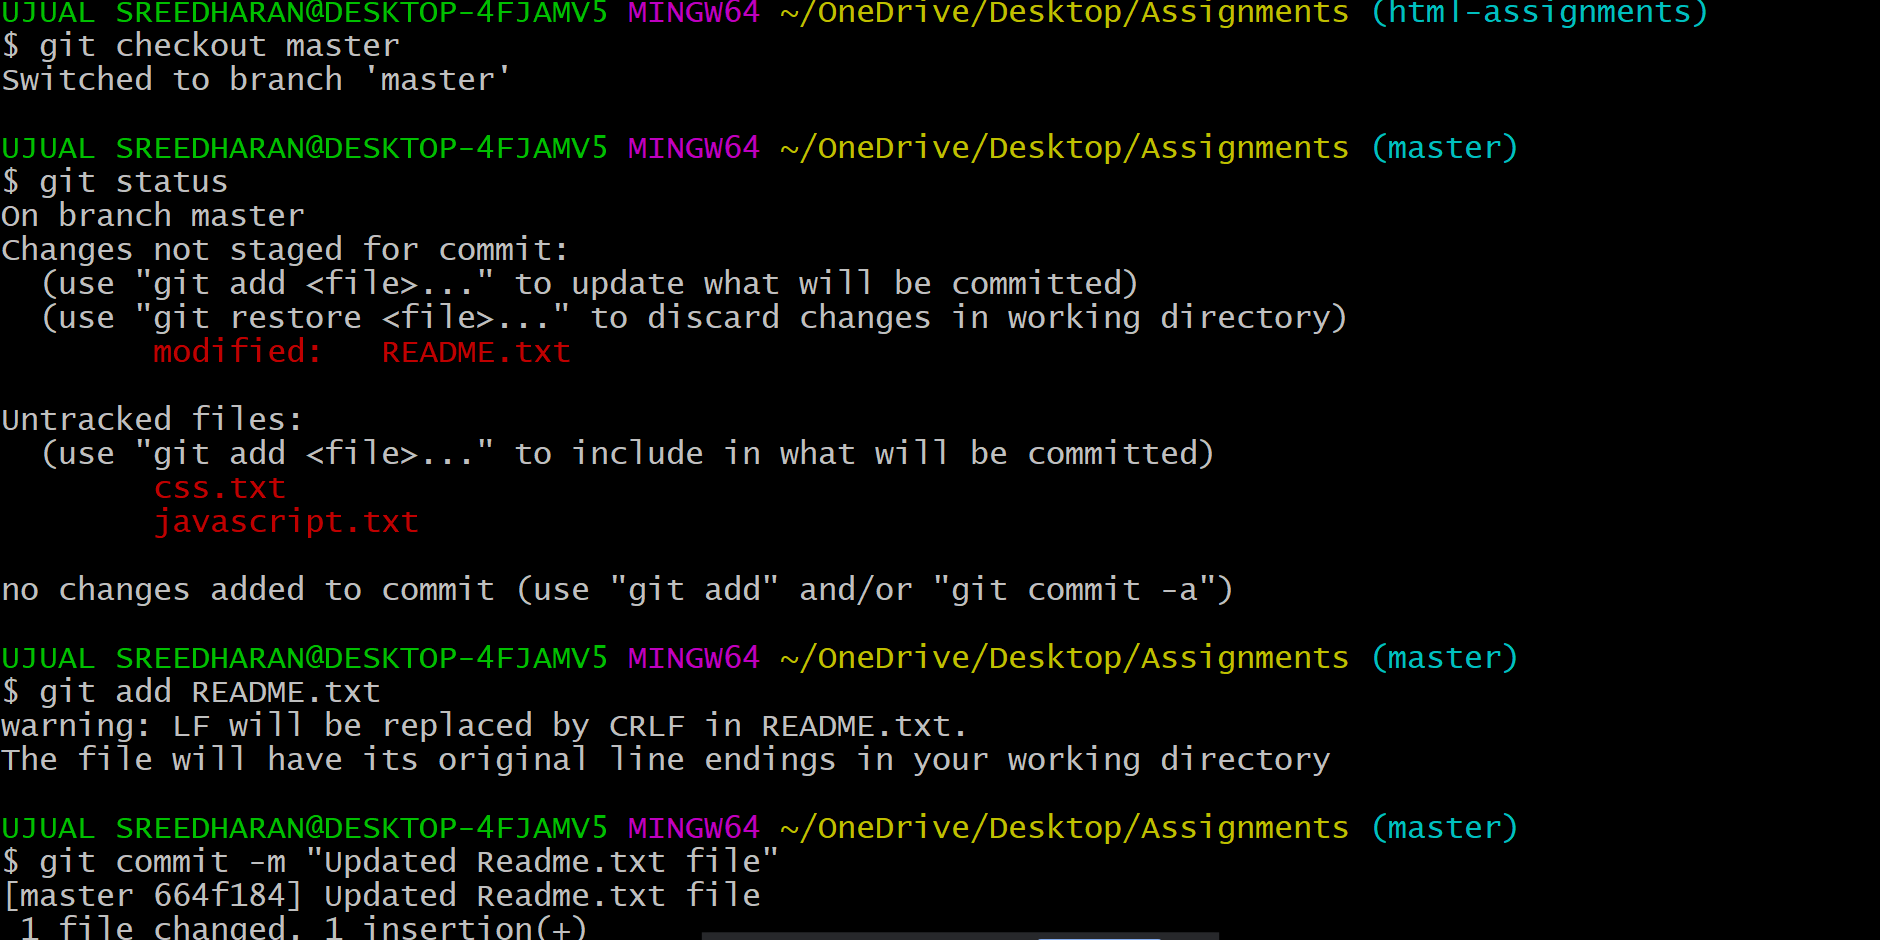 UJUAL SREEDHARAN@DESKTOP-4FJAMV5 MINGW64 ~/OneDrive/Desktop/Assignments (html-assignments)
$ git checkout master
Switched to branch 'master'
UJUAL SREEDHARAN@DESKTOP-4FJAMV5 MINGW64 ~/OneDrive/Desktop/Assignments (master)
$ git status
On branch master
Changes not staged for commit:
  (use "git add <file>..." to update what will be committed)
  (use "git restore <file>..." to discard changes in working directory)
        modified:   README.txt
Untracked files:
  (use "git add <file>..." to include in what will be committed)
        css.txt
        javascript.txt
no changes added to commit (use "git add" and/or "git commit -a")
UJUAL SREEDHARAN@DESKTOP-4FJAMV5 MINGW64 ~/OneDrive/Desktop/Assignments (master)
$ git add README.txt
warning: LF will be replaced by CRLF in README.txt.
The file will have its original line endings in your working directory
UJUAL SREEDHARAN@DESKTOP-4FJAMV5 MINGW64 ~/OneDrive/Desktop/Assignments (master)
$ git commit -m "Updated Readme.txt file"
[master 664f184] Updated Readme.txt file
 1 file changed, 1 insertion(+)